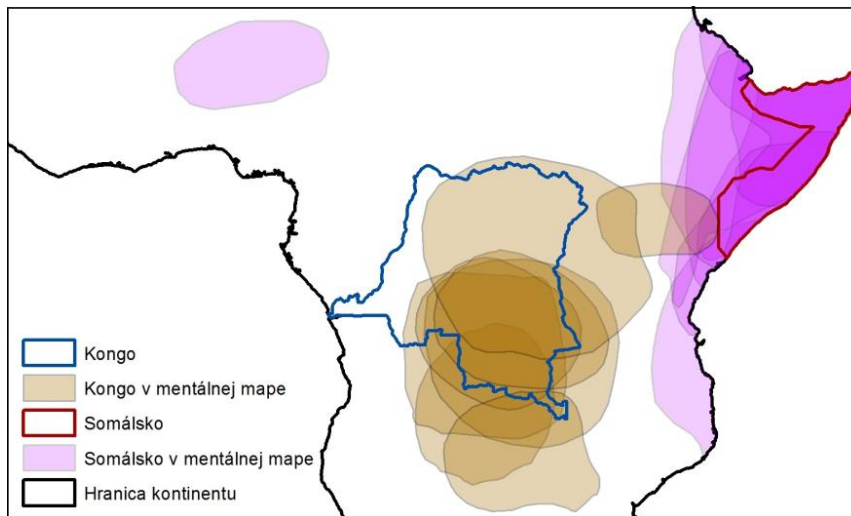 Kongo
Kongo v mentálnej mape
Somálsko
Somálsko v mentálnej mape
Hranica kontinentu